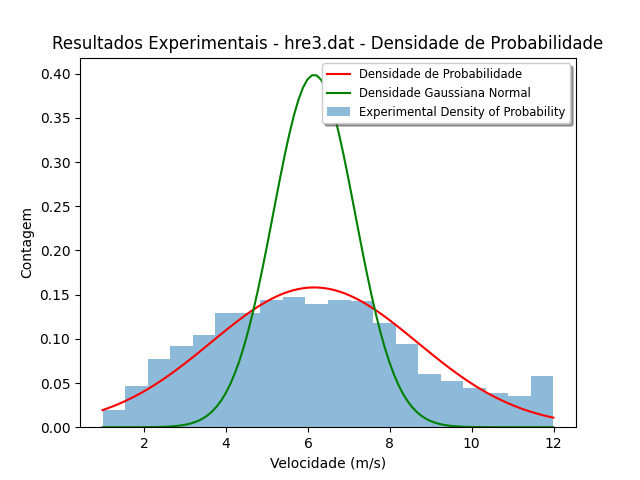 Resultados Experimentais - hre3.dat - Densidade de Probabilidade
Densidade de Probabilidade
Densidade Gaussiana Normal
Experimental Density of Probability
0.40
0.35
0.30
0.25
0.20
0.15
0.10
0.05
0.00
Contagem
2 4 6 8 10 12
Velocidade (m/s)